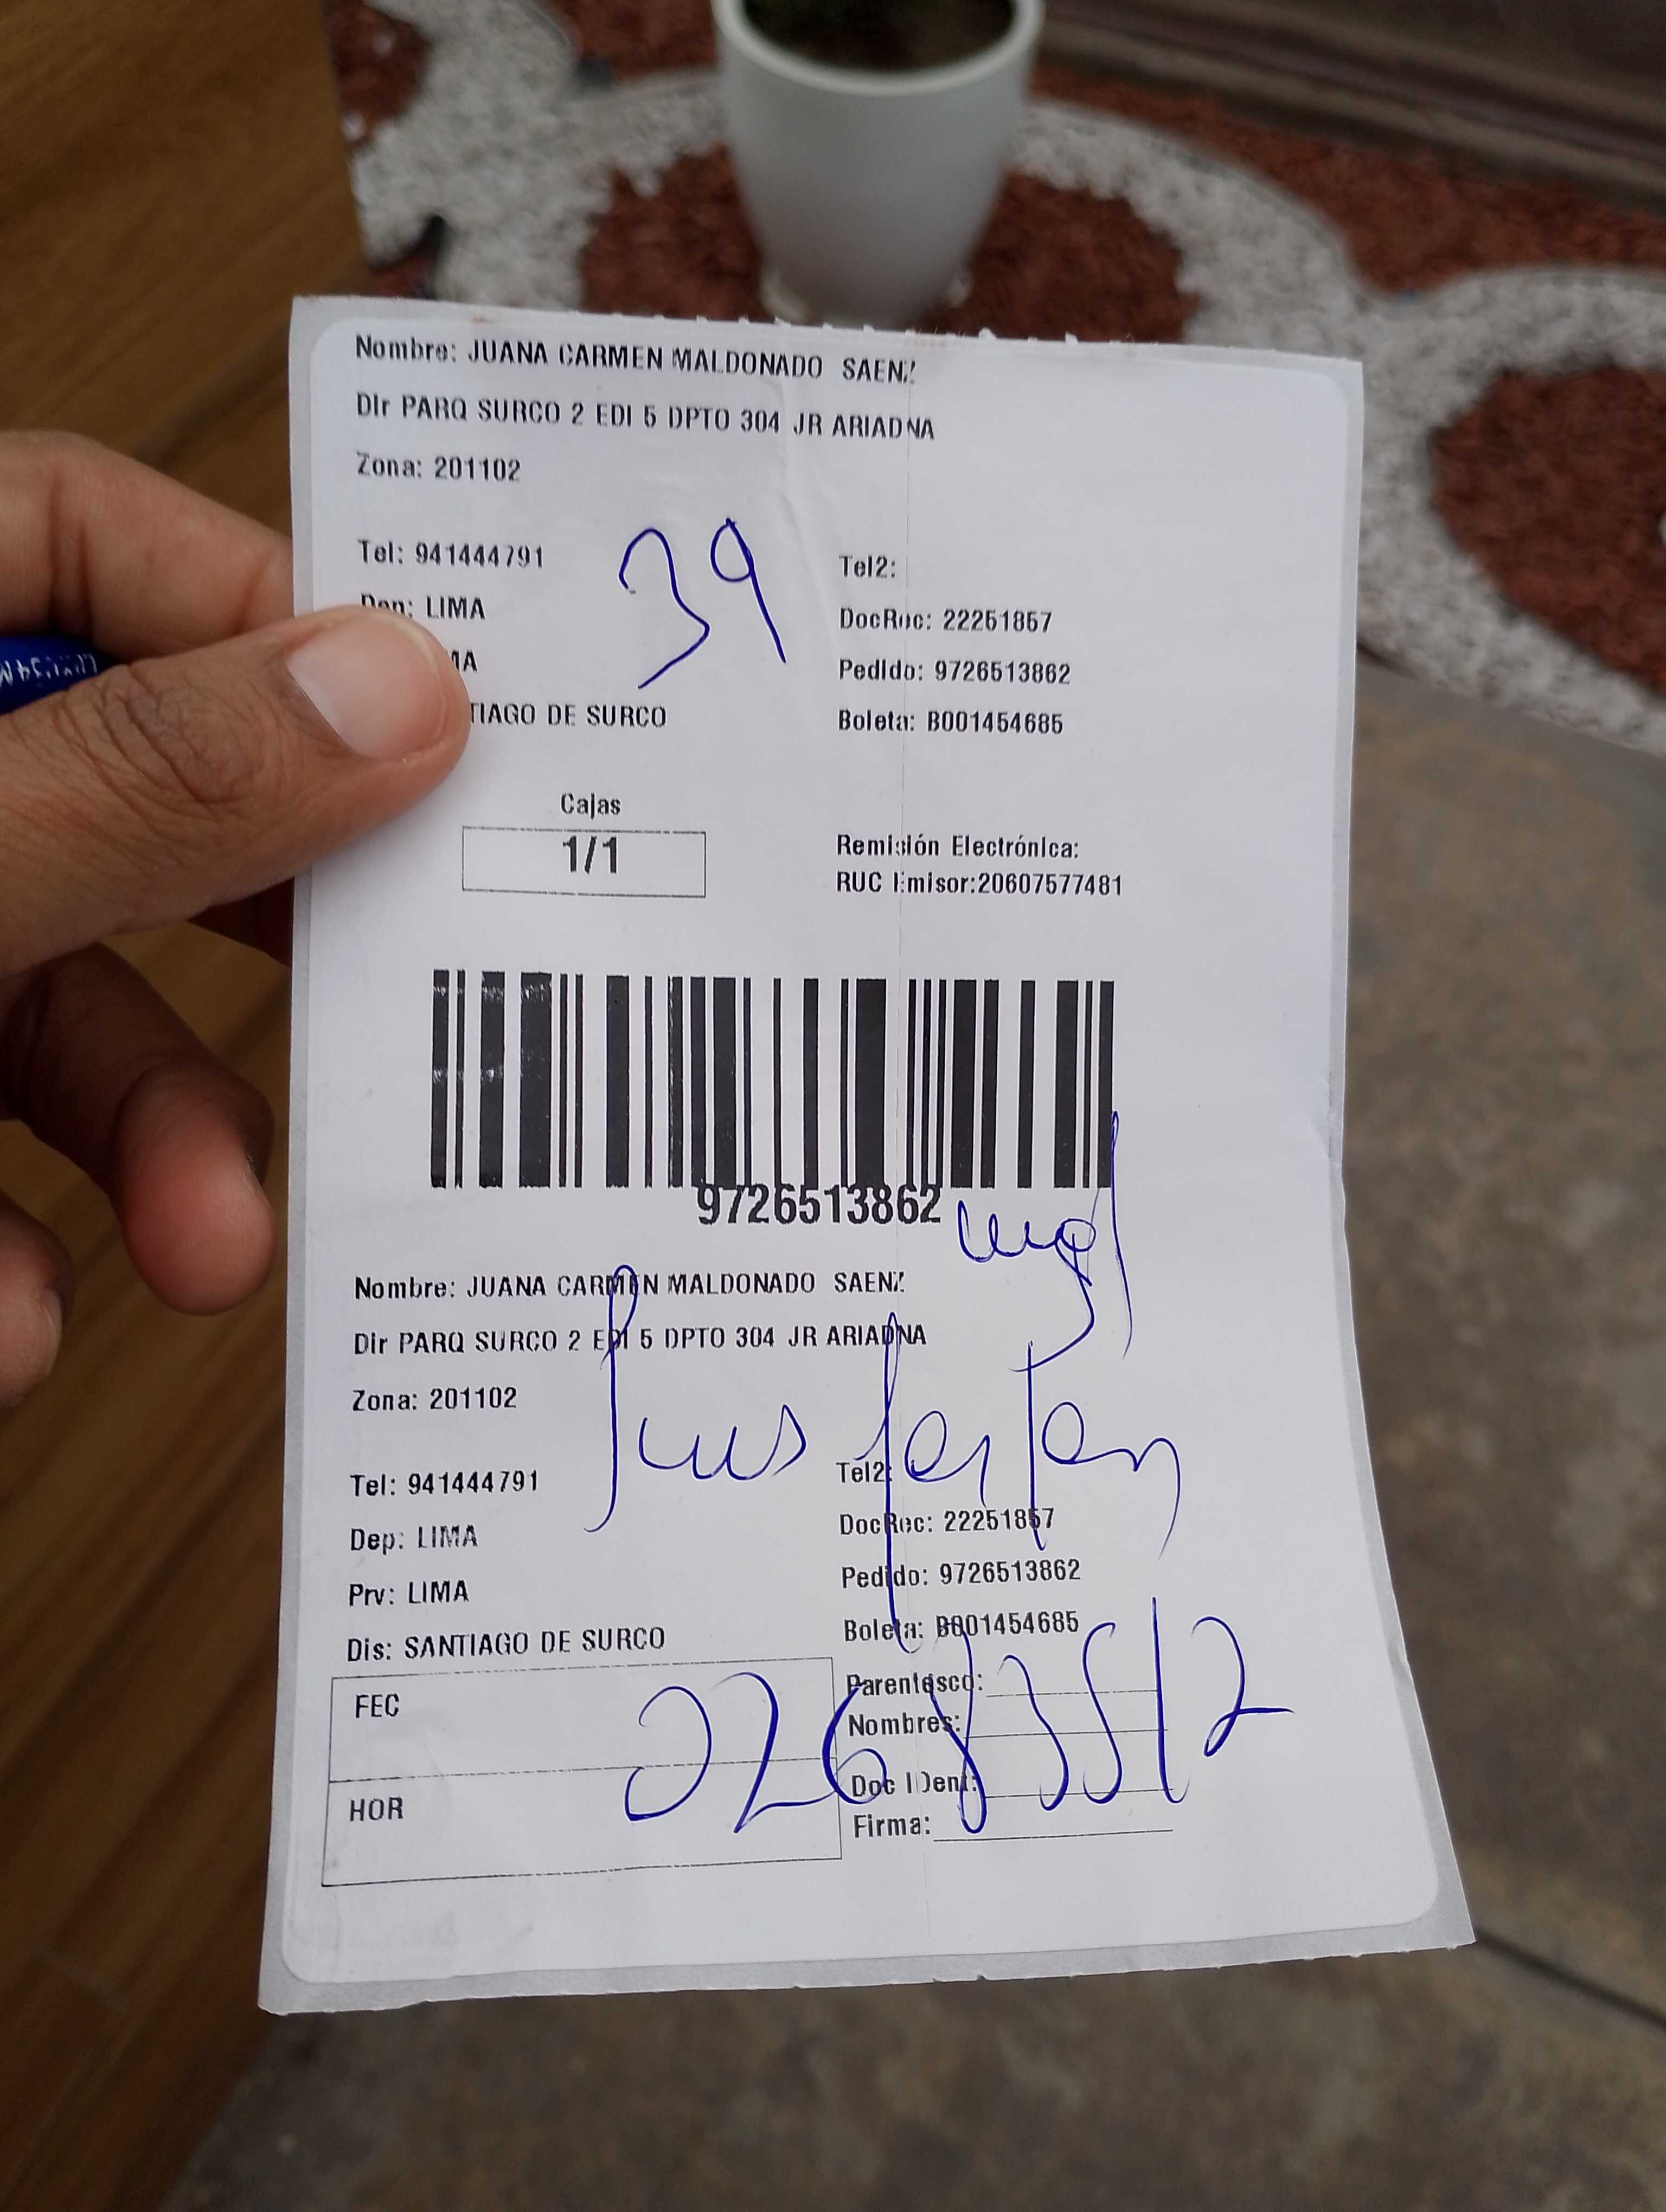 Nombre: JUANA CARMEN MALDONADO SAENZ
Dir PARQ SURCO 2 EDI 5 DPTO 304 JR ARIADNA
Zona: 201102
39
Tel: 941444791 Tel2:
Dep: LIMA DocRec: 22251857
MA Pedido: 9726513862
TIAGO DE SURCO Boleta: B001454685
Cajas
1/1
Remisión Electrónica:
RUC Emisor:20607577481
9726513862
Nombre: JUANA CARMEN MALDONADO SAENZ
Dir PARQ SURCO 2 EDI 5 DPTO 304 JR ARIADNA
Zona: 201102
Luis
Tel: 941444791 Tel2:
DocRec: 22251857
Dep: LIMA
Pedido: 9726513862
Prv: LIMA
Boleta: B001454685
Dis: SANTIAGO DE SURCO
FEC
Parentesco:
Nombres:
HOR
Doc IDent:
Firma: